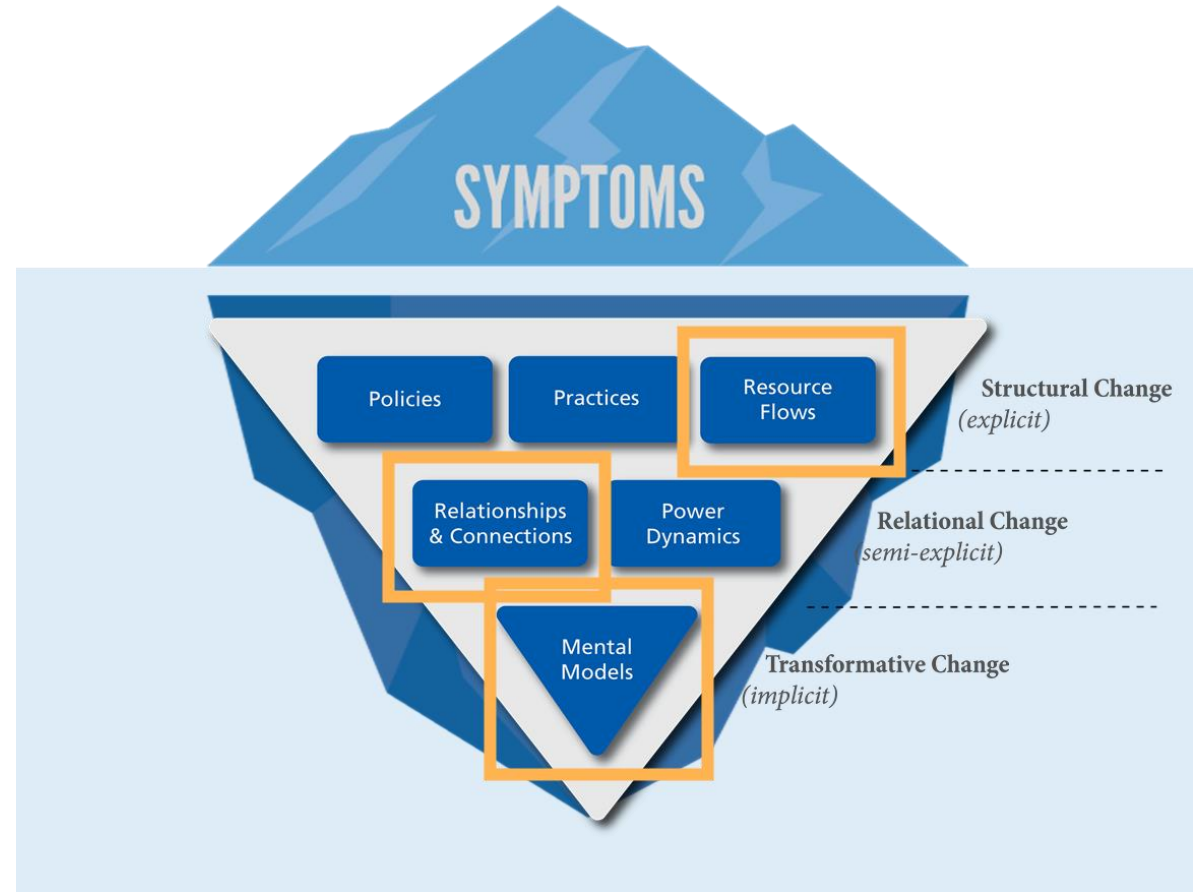 SYMPTOMS
Policies
Practices
Resource
Flows
Structural Change
(explicit)
Relationships
& Connections
Power
Dynamics
Relational Change
(semi-explicit)
Mental
Models
Transformative Change
(implicit)